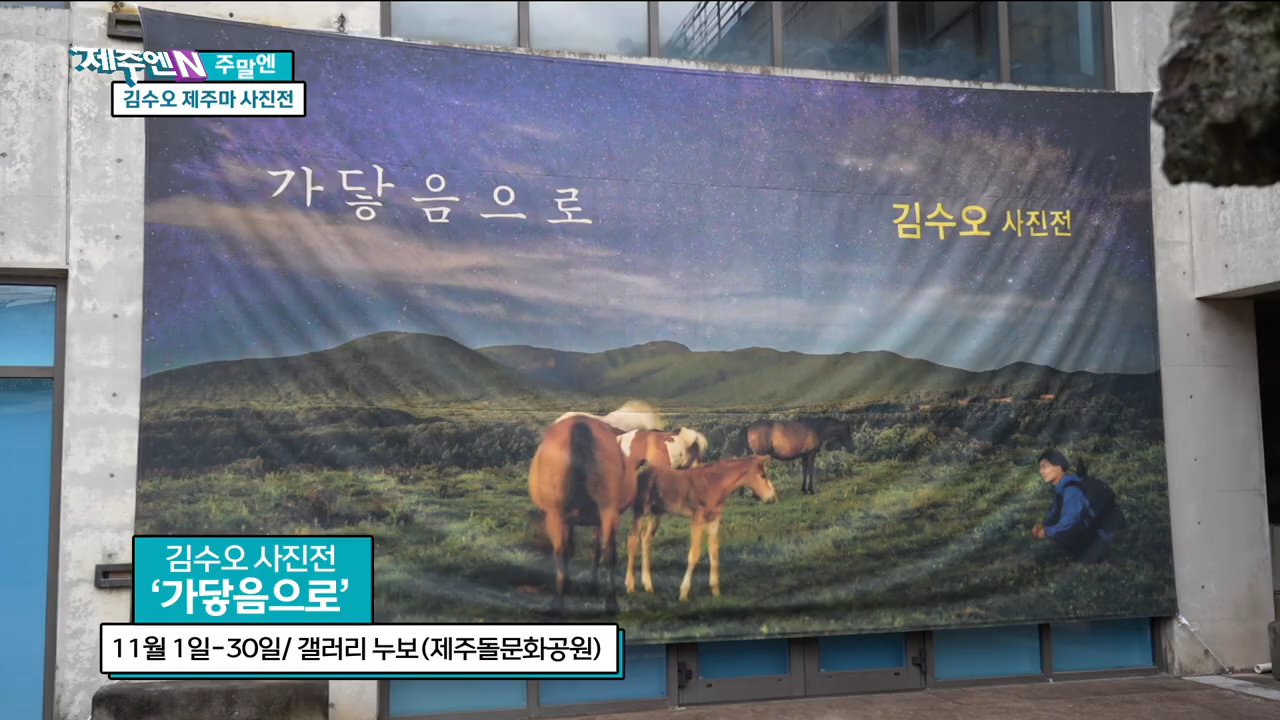 제주엔N 주말엔
김수오 제주마 사진전
가닿음으로
김수오 사진전
김수오 사진전
‘가닿음으로’
11월 1일-30일/ 갤러리 누보(제주돌문화공원)